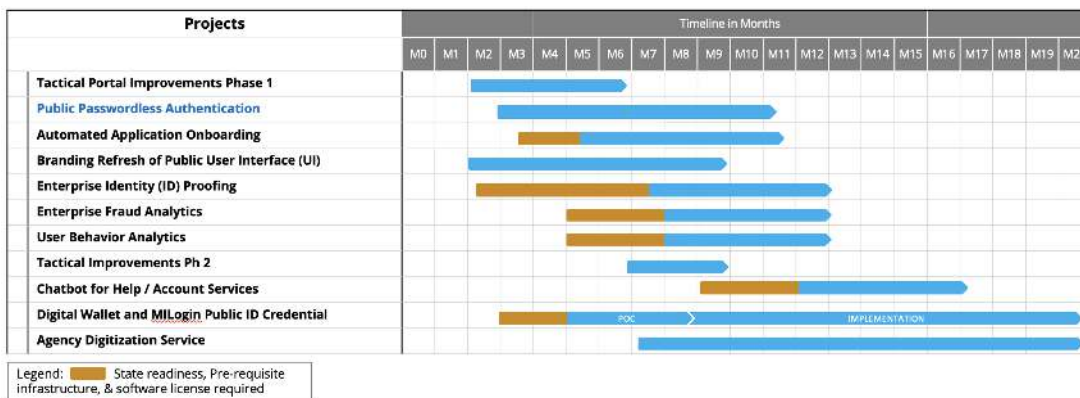 Projects
Timeline in Months
M0 M1 M2 M3 M4 M5 M6 M7 M8 M9 M10 M11 M12 M13 M14 M15 M16 M17 M18 M19 M2
Tactical Portal Improvements Phase 1
Public Passwordless Authentication
Automated Application Onboarding
Branding Refresh of Public User Interface (UI)
Enterprise Identity (ID) Proofing
Enterprise Fraud Analytics
User Behavior Analytics
Tactical Improvements Ph 2
Chatbot for Help / Account Services
Digital Wallet and MILogin Public ID Credential
POC
IMPLEMENTATION
Agency Digitization Service
Legend: State readiness, Pre-requisite
infrastructure, & software license required